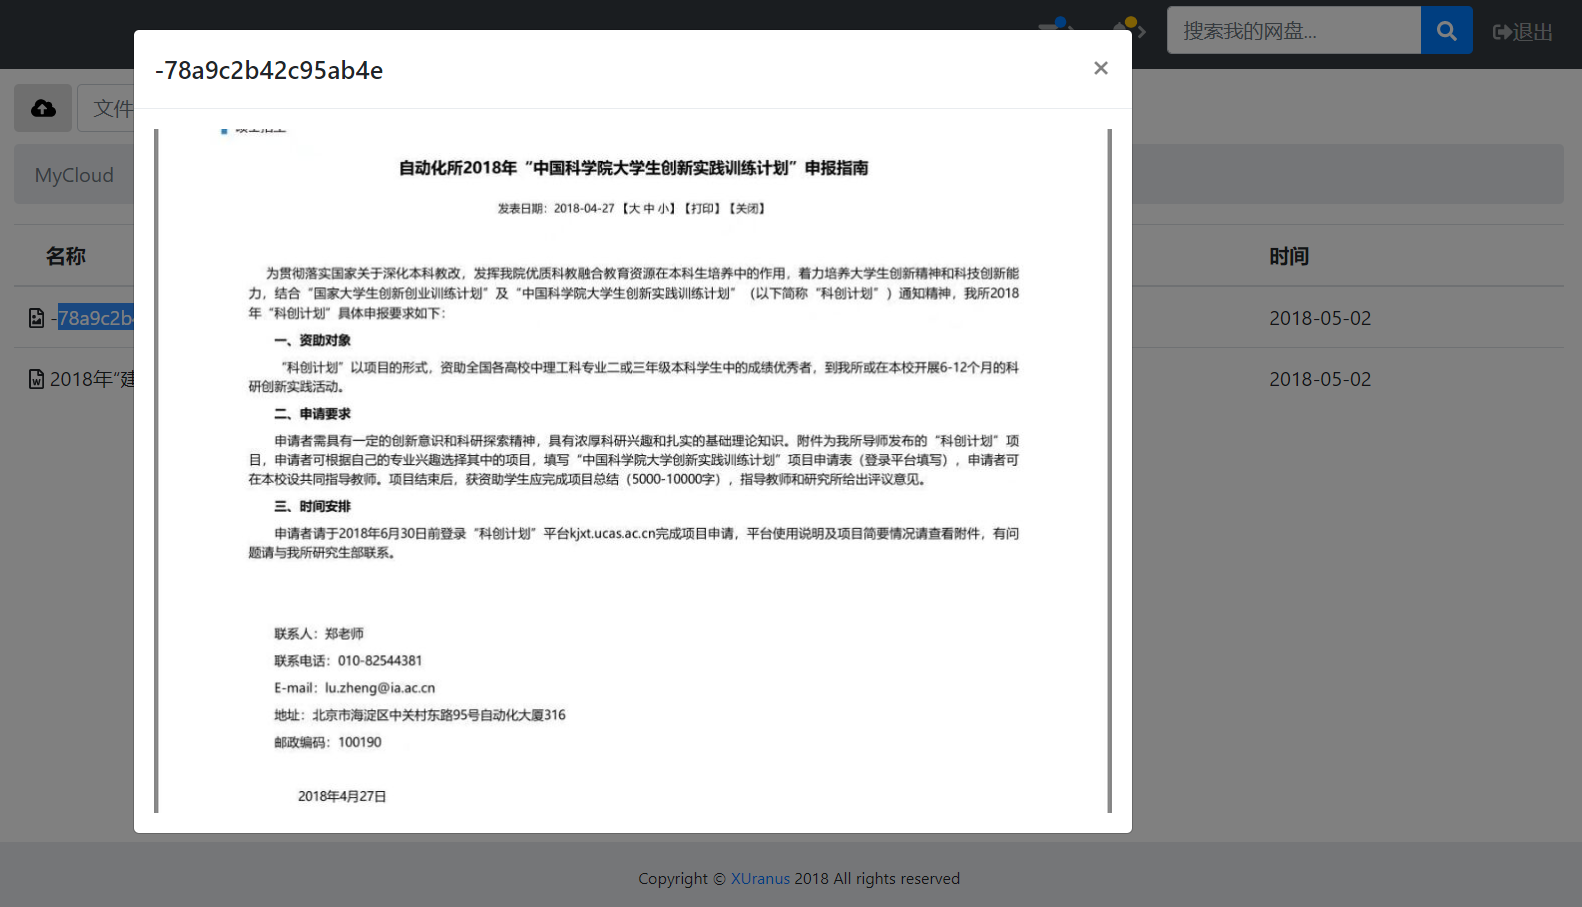 搜索我的网盘...
退出
-78a9c2b42c95ab4e
×
文件
MyCloud
自动化所2018年“中国科学院大学生创新实践训练计划”申报指南
发表日期：2018-04-27 【大 中 小】 【打印】 【关闭】
名称
时间
为贯彻落实国家关于深化本科教改，发挥我院优质科教融合教育资源在本科生培养中的作用，着力培养大学生创新精神和科技创新能
力，结合“国家大学生创新创业训练计划”及“中国科学院大学生创新实践训练计划”（以下简称“科创计划”）通知精神，我所2018
年“科创计划”具体申报要求如下：
-78a9c2b
2018-05-02
一、资助对象
“科创计划”以项目的形式，资助全国各高校中理工科专业二或三年级本科学生中的成绩优秀者，到我所或在本校开展6-12个月的科
研创新实践活动。
2018年“建
2018-05-02
二、申请要求
申请者需具有一定的创新意识和科研探索精神，具有浓厚科研兴趣和扎实的基础理论知识。附件为我所导师发布的“科创计划”项
目，申请者可根据自己的专业兴趣选择其中的项目，填写“中国科学院大学创新实践训练计划”项目申请表（登录平台填写），申请者可
在本校设共同指导教师。项目结束后，获资助学生应完成项目总结（5000-10000字），指导教师和研究所给出评议意见。
三、时间安排
申请者请于2018年6月30日前登录“科创计划”平台kjxt.ucas.ac.cn完成项目申请，平台使用说明及项目简要情况请查看附件，有问
题请与我所研究生部联系。
联系人：郑老师
联系电话：010-82544381
E-mail：lu.zheng@ia.ac.cn
地址：北京市海淀区中关村东路95号自动化大厦316
邮政编码：100190
2018年4月27日
Copyright © XUranus 2018 All rights reserved